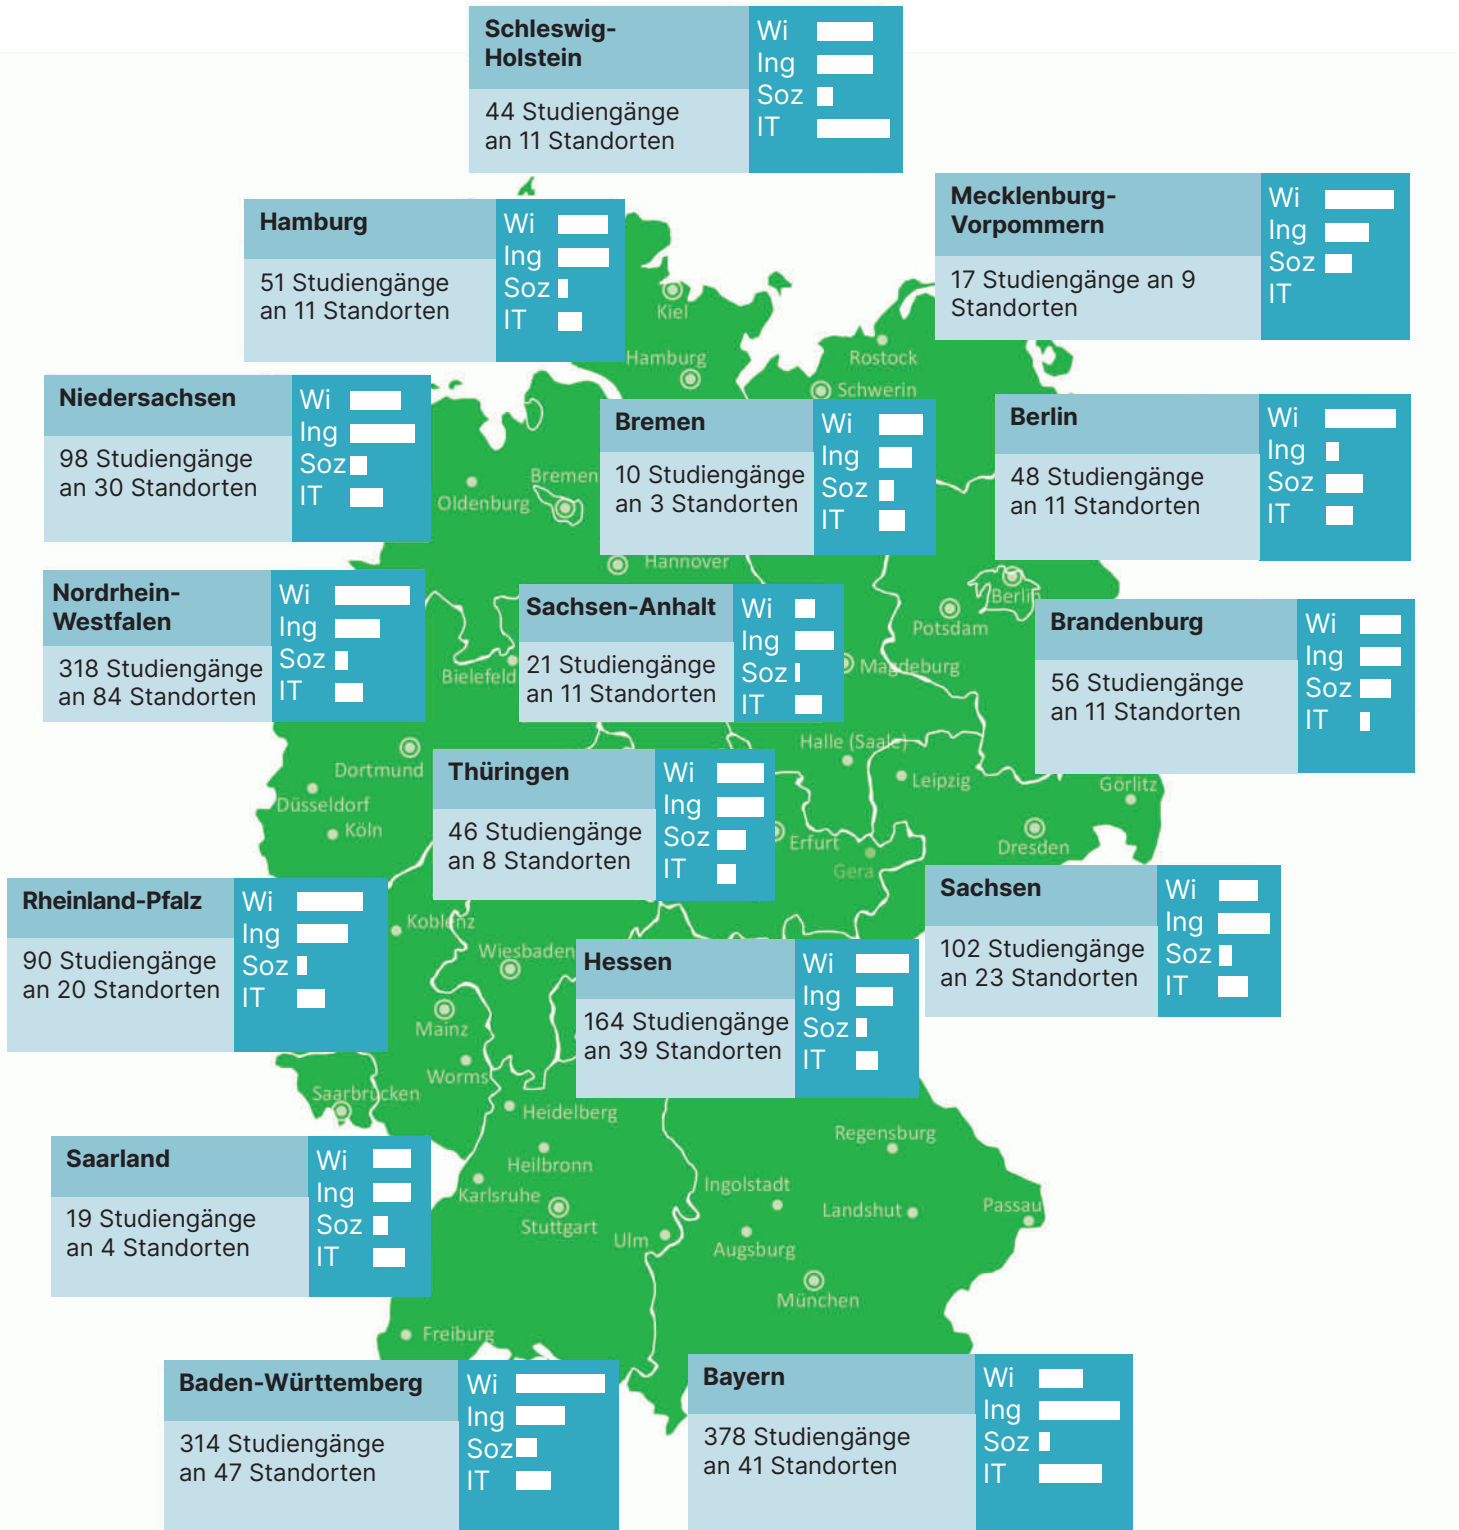 Schleswig-
Holstein
44 Studiengänge
an 11 Standorten
Wi
Ing
Soz
IT
Hamburg
51 Studiengänge
an 11 Standorten
Wi
Ing
Soz
IT
Mecklenburg-
Vorpommern
17 Studiengänge an 9
Standorten
Wi
Ing
Soz
IT
Kiel
Hamburg
Rostock
Schwerin
Niedersachsen
98 Studiengänge
an 30 Standorten
Wi
Ing
Soz
IT
Bremen
Oldenburg
Bremen
10 Studiengänge
an 3 Standorten
Wi
Ing
Soz
IT
Berlin
48 Studiengänge
an 11 Standorten
Wi
Ing
Soz
IT
Hannover
Nordrhein-
Westfalen
318 Studiengänge
an 84 Standorten
Wi
Ing
Soz
IT
Bielefeld
Sachsen-Anhalt
21 Studiengänge
an 11 Standorten
Wi
Ing
Soz
IT
Berlin
Potsdam
Magdeburg
Brandenburg
56 Studiengänge
an 11 Standorten
Wi
Ing
Soz
IT
Dortmund
Düsseldorf
Köln
Thüringen
46 Studiengänge
an 8 Standorten
Wi
Ing
Soz
IT
Halle (Saale)
Leipzig
Görlitz
Erfurt
Gera
Dresden
Rheinland-Pfalz
90 Studiengänge
an 20 Standorten
Wi
Ing
Soz
IT
Koblenz
Wiesbaden
Mainz
Worms
Hessen
164 Studiengänge
an 39 Standorten
Wi
Ing
Soz
IT
Sachsen
102 Studiengänge
an 23 Standorten
Wi
Ing
Soz
IT
Saarbrücken
Heidelberg
Heilbronn
Karlsruhe
Stuttgart
Ulm
Regensburg
Ingolstadt
Landshut
Passau
Augsburg
München
Saarland
19 Studiengänge
an 4 Standorten
Wi
Ing
Soz
IT
Freiburg
Baden-Württemberg
314 Studiengänge
an 47 Standorten
Wi
Ing
Soz
IT
Bayern
378 Studiengänge
an 41 Standorten
Wi
Ing
Soz
IT